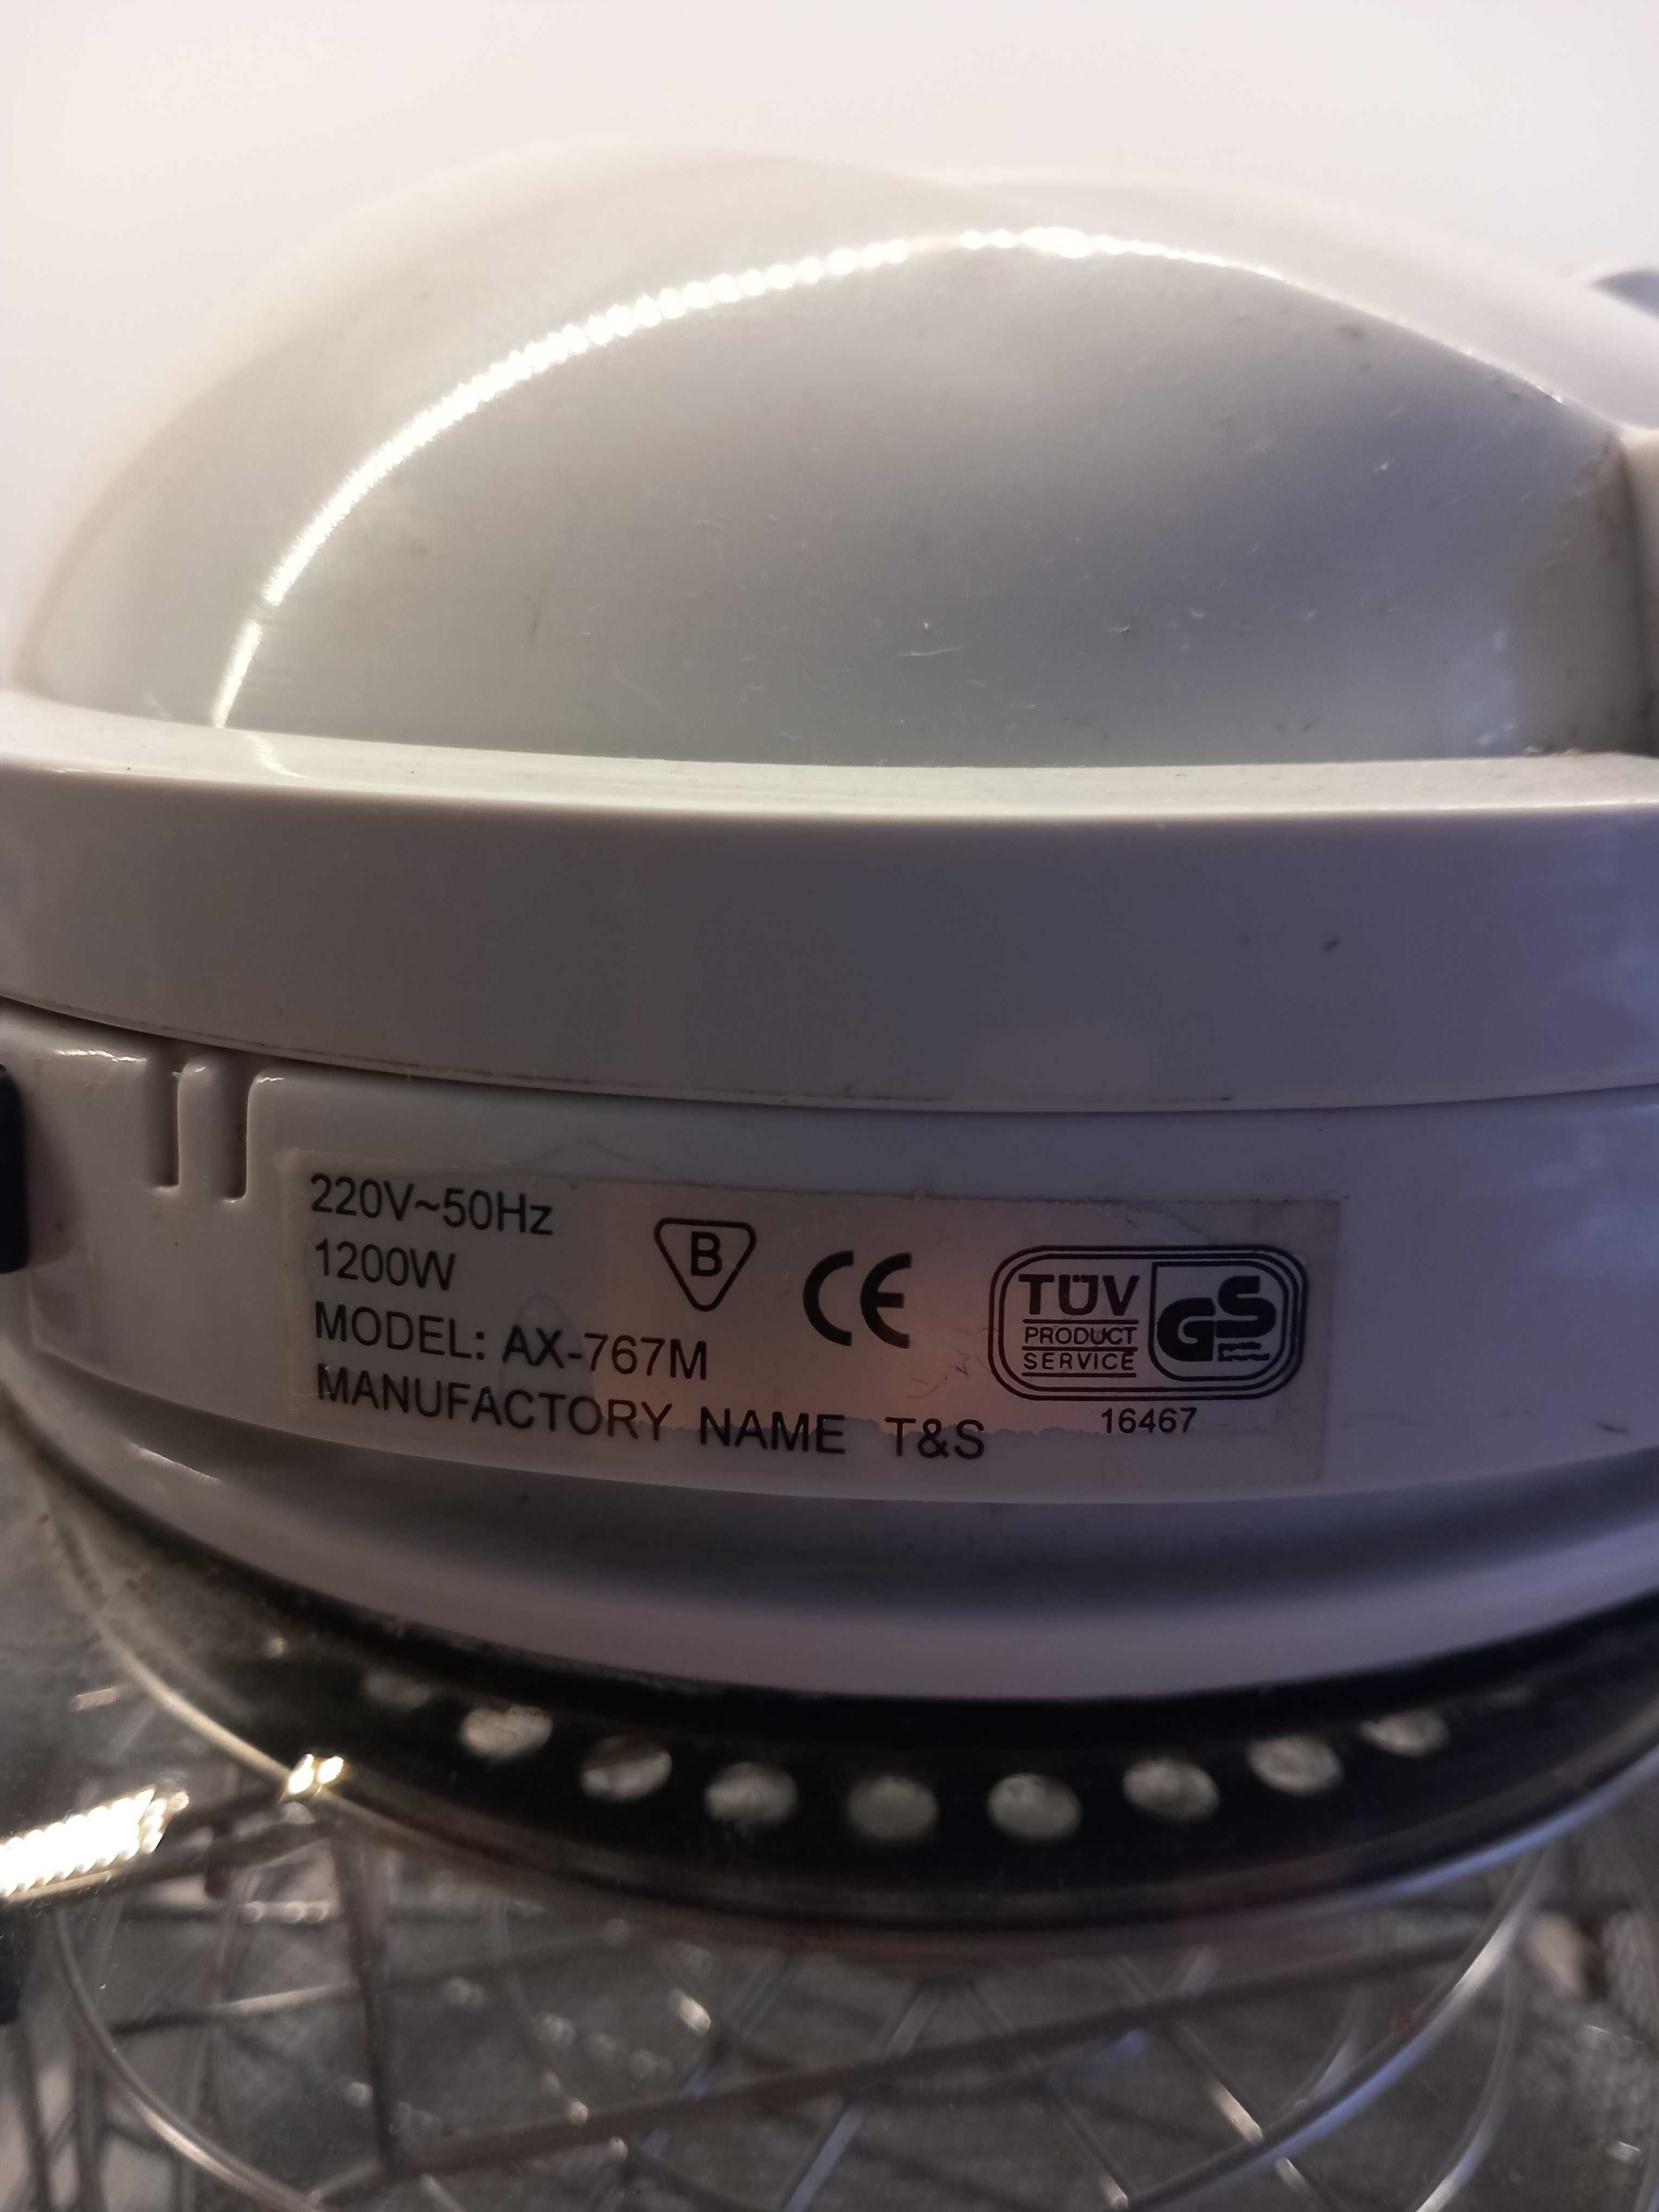 220V~50Hz
1200W
MODEL: AX-767M
MANUFACTORY NAME T&S
B
CE
TÜV
PRODUCT
SERVICE
GS
16467